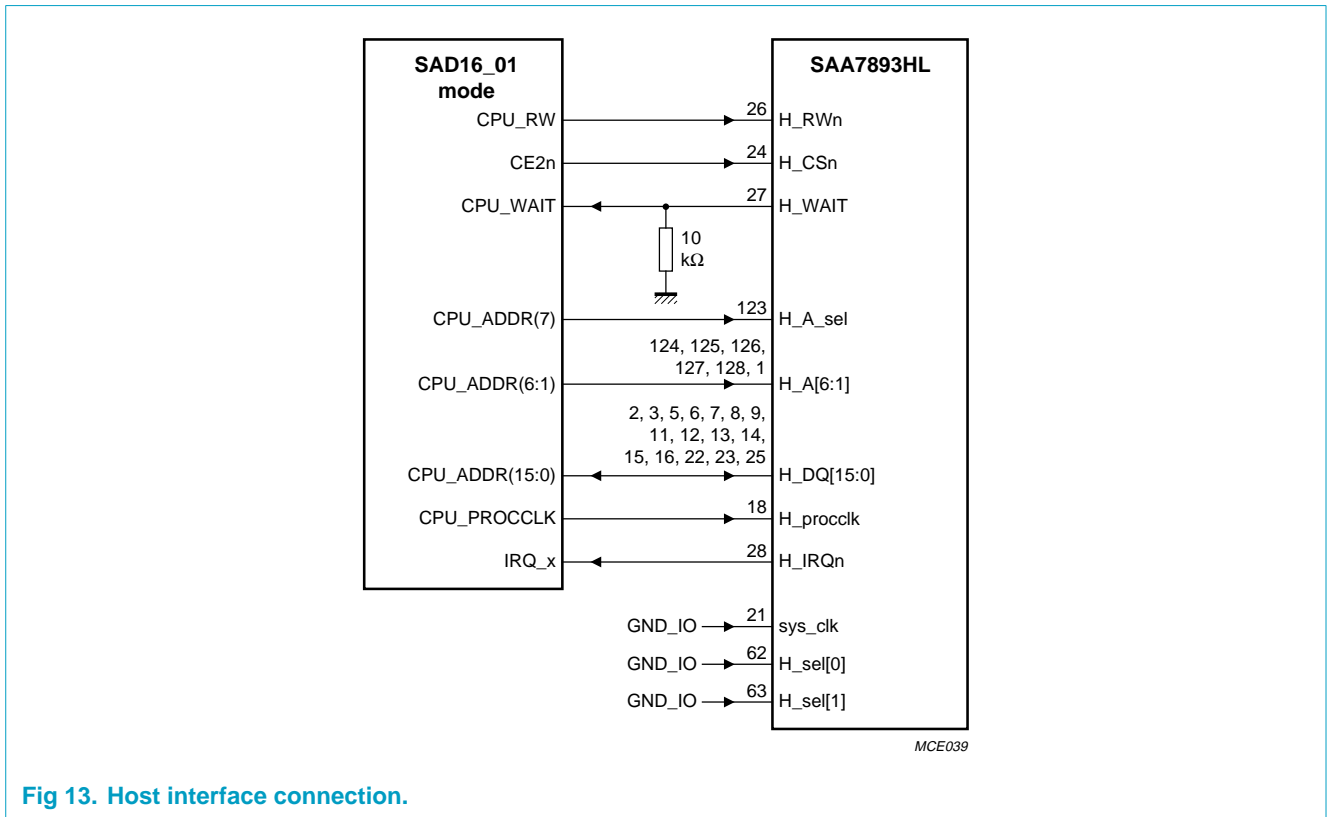 SAD16_01
mode
SAA7893HL
CPU_RW
26
H_RWn
CE2n
24
H_CSn
CPU_WAIT
27
H_WAIT
10
kΩ
CPU_ADDR(7)
123
H_A_sel
124, 125, 126,
127, 128, 1
CPU_ADDR(6:1)
H_A[6:1]
2, 3, 5, 6, 7, 8, 9,
11, 12, 13, 14,
15, 16, 22, 23, 25
CPU_ADDR(15:0)
H_DQ[15:0]
CPU_PROCCLK
18
H_procclk
IRQ_x
28
H_IRQn
GND_IO
21
sys_clk
GND_IO
62
H_sel[0]
GND_IO
63
H_sel[1]
MCE039
Fig 13. Host interface connection.